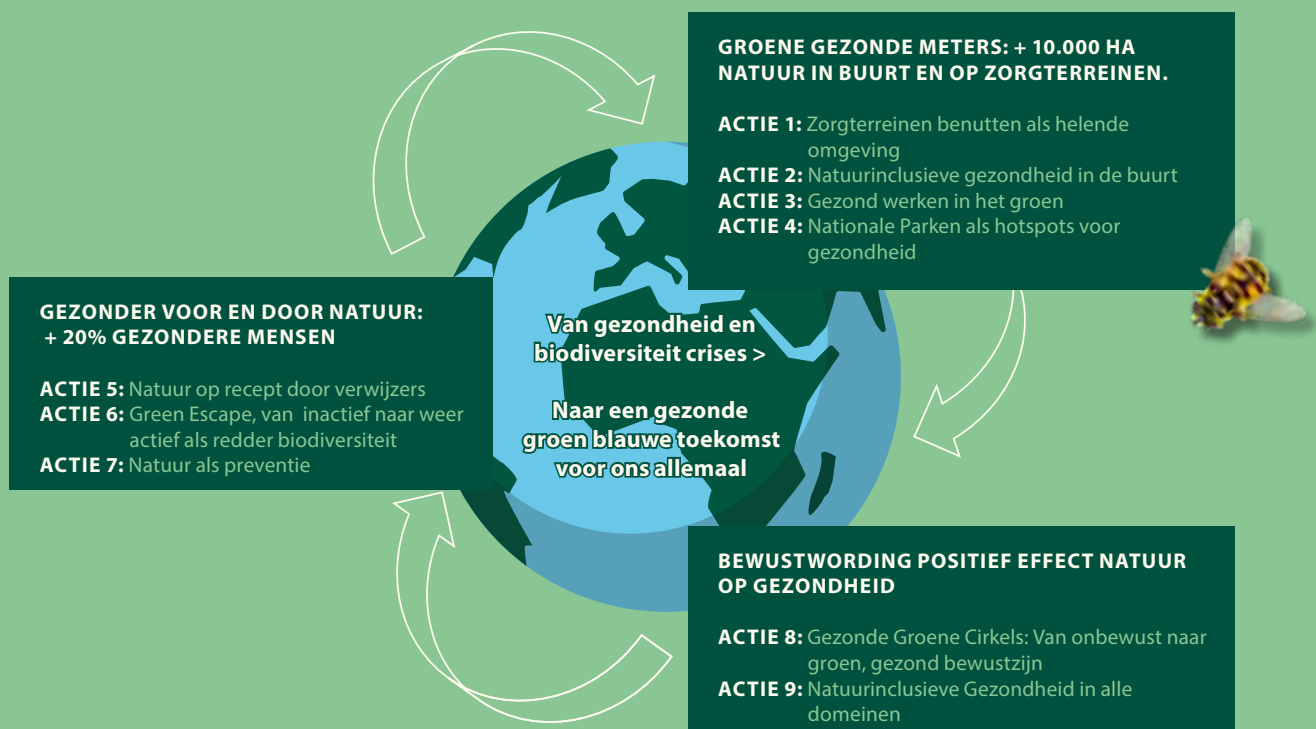 GROENE GEZONDE METERS: + 10.000 HA
NATUUR IN BUURT EN OP ZORGTERREINEN.
ACTIE 1: Zorgterreinen benutten als helende
omgeving
ACTIE 2: Natuurinclusieve gezondheid in de buurt
ACTIE 3: Gezond werken in het groen
ACTIE 4: Nationale Parken als hotspots voor
gezondheid
GEZONDER VOOR EN DOOR NATUUR:
+ 20% GEZONDERE MENSEN
ACTIE 5: Natuur op recept door verwijzers
ACTIE 6: Green Escape, van inactief naar weer
actief als redder biodiversiteit
ACTIE 7: Natuur als preventie
Van gezondheid en
biodiversiteit crises >
Naar een gezonde
groen blauwe toekomst
voor ons allemaal
BEWUSTWORDING POSITIEF EFFECT NATUUR
OP GEZONDHEID
ACTIE 8: Gezonde Groene Cirkels: Van onbewust naar
groen, gezond bewustzijn
ACTIE 9: Natuurinclusieve Gezondheid in alle
domeinen